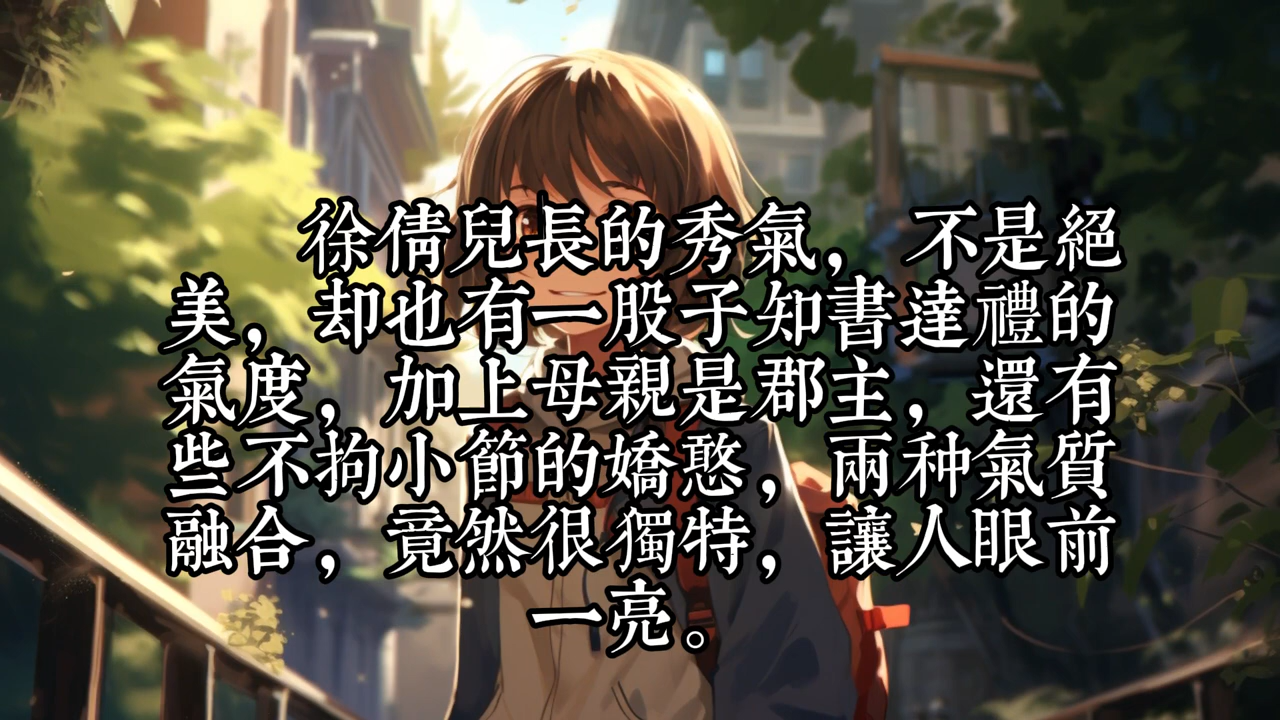 徐倩兒長的秀氣，不是絕
美，却也有一股子知書達禮的
氣度，加上母親是郡主，還有
些不拘小節的嬌憨，兩种氣質
融合，竟然很獨特，讓人眼前
一亮。